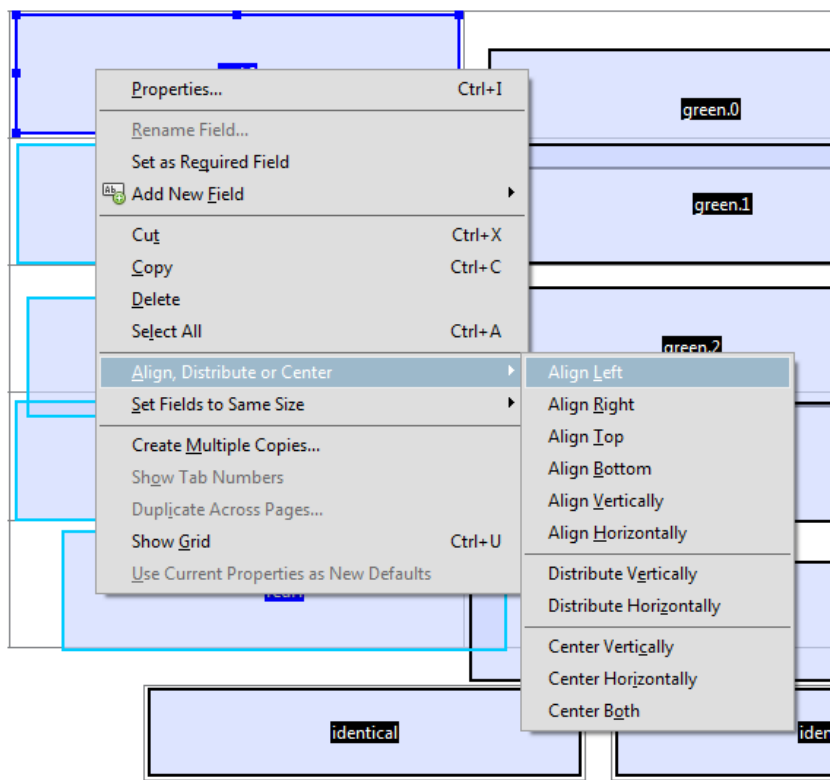 green.0
green.1
green.2
Properties... Ctrl+I
Rename Field...
Set as Required Field
Add New Field
Cut Ctrl+X
Copy Ctrl+C
Delete
Select All Ctrl+A
Align, Distribute or Center
Set Fields to Same Size
Create Multiple Copies...
Show Tab Numbers
Duplicate Across Pages...
Show Grid Ctrl+U
Use Current Properties as New Defaults
Align Left
Align Right
Align Top
Align Bottom
Align Vertically
Align Horizontally
Distribute Vertically
Distribute Horizontally
Center Vertically
Center Horizontally
Center Both
identical